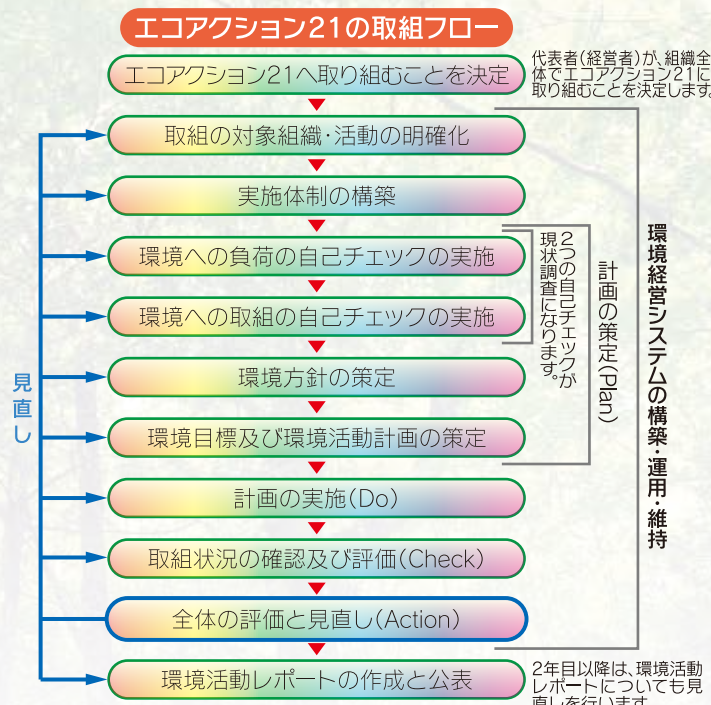 エコアクション21の取組フロー
エコアクション21へ取り組むことを決定
代表者(経営者)が、組織全
体でエコアクション21に
取り組むことを決定します。
取組の対象組織・活動の明確化
実施体制の構築
環境への負荷の自己チェックの実施
環境への取組の自己チェックの実施
2つの自己チェックが
現状調査になります。
環境方針の策定
環境目標及び環境活動計画の策定
計画の策定(Plan)
計画の実施(Do)
取組状況の確認及び評価(Check)
全体の評価と見直し(Action)
環境経営システムの構築・運用・維持
見直し
環境活動レポートの作成と公表
2年目以降は、環境活動
レポートについても見
直しを行います